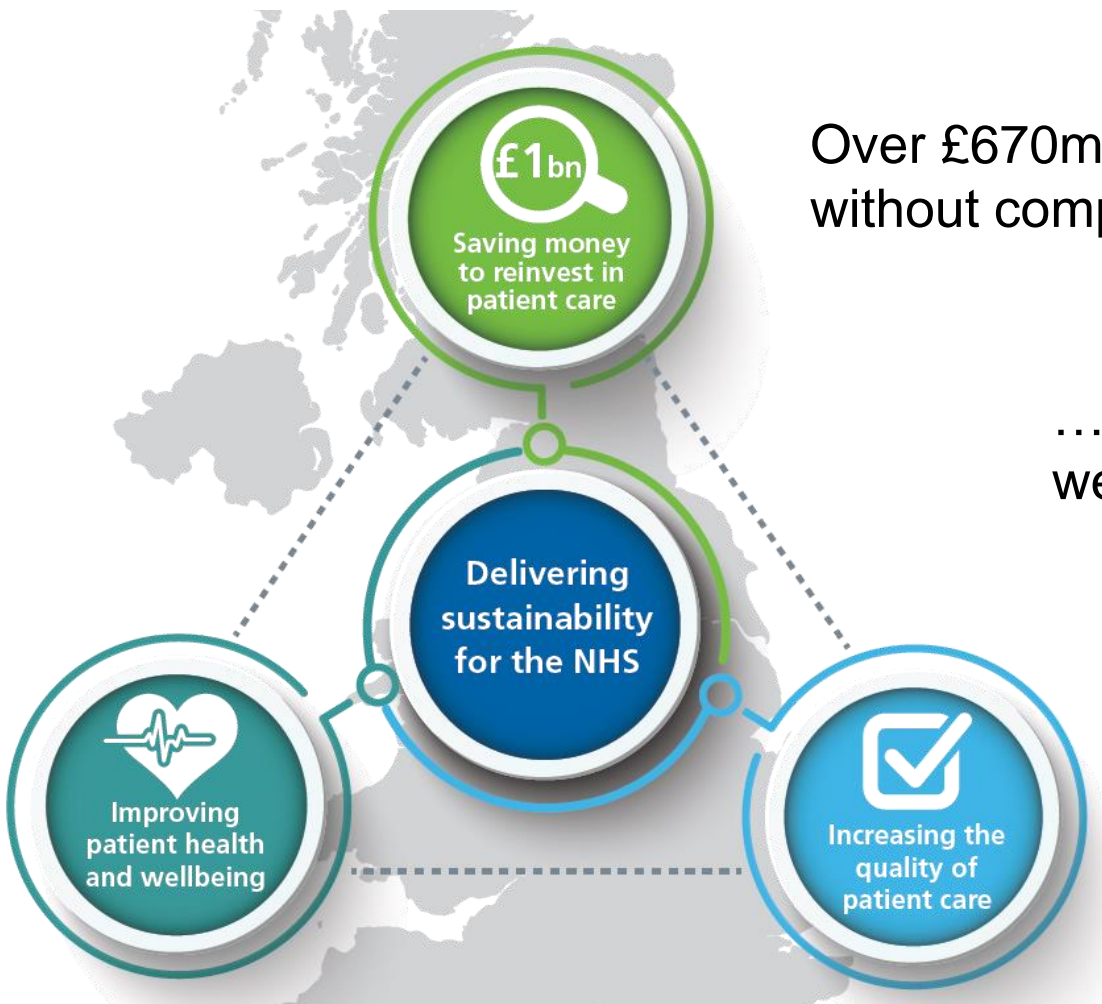 £1bn
Saving money
to reinvest in
patient care
Over £670m
without comp
…
we
Delivering
sustainability
for the NHS
Improving
patient health
and wellbeing
Increasing the
quality of
patient care